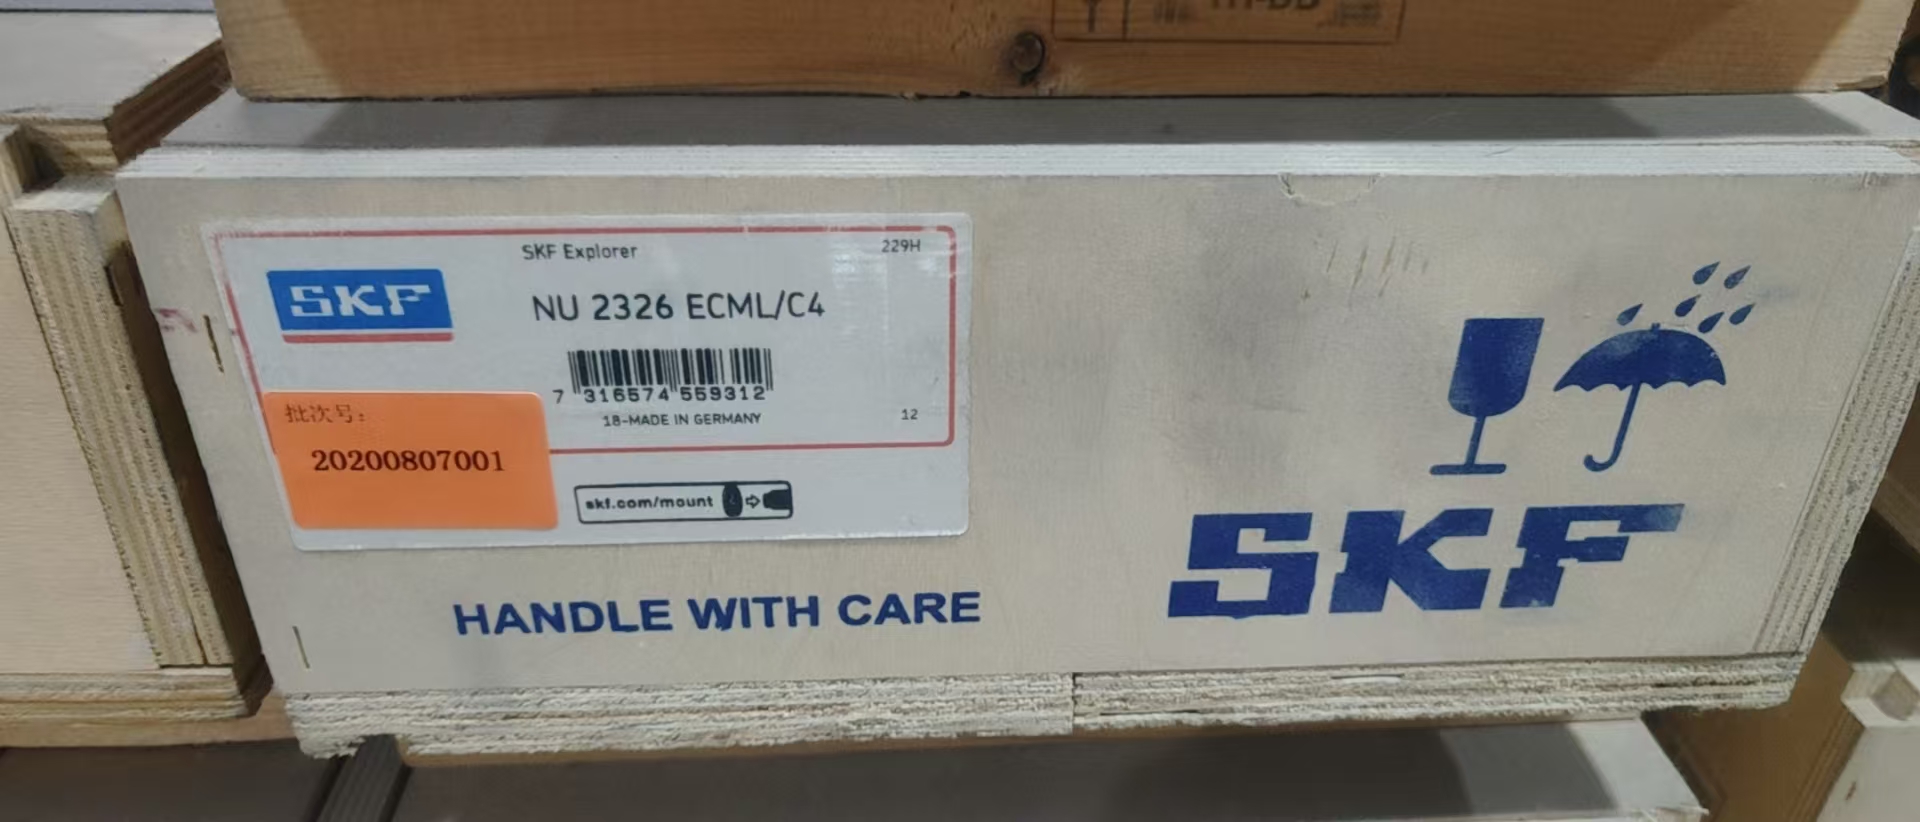 SKF Explorer
229H
SKF
NU 2326 ECML/C4
7 316574 559312
18-MADE IN GERMANY
12
批次号:
20200807001
skf.com/mount
HANDLE WITH CARE
SKF